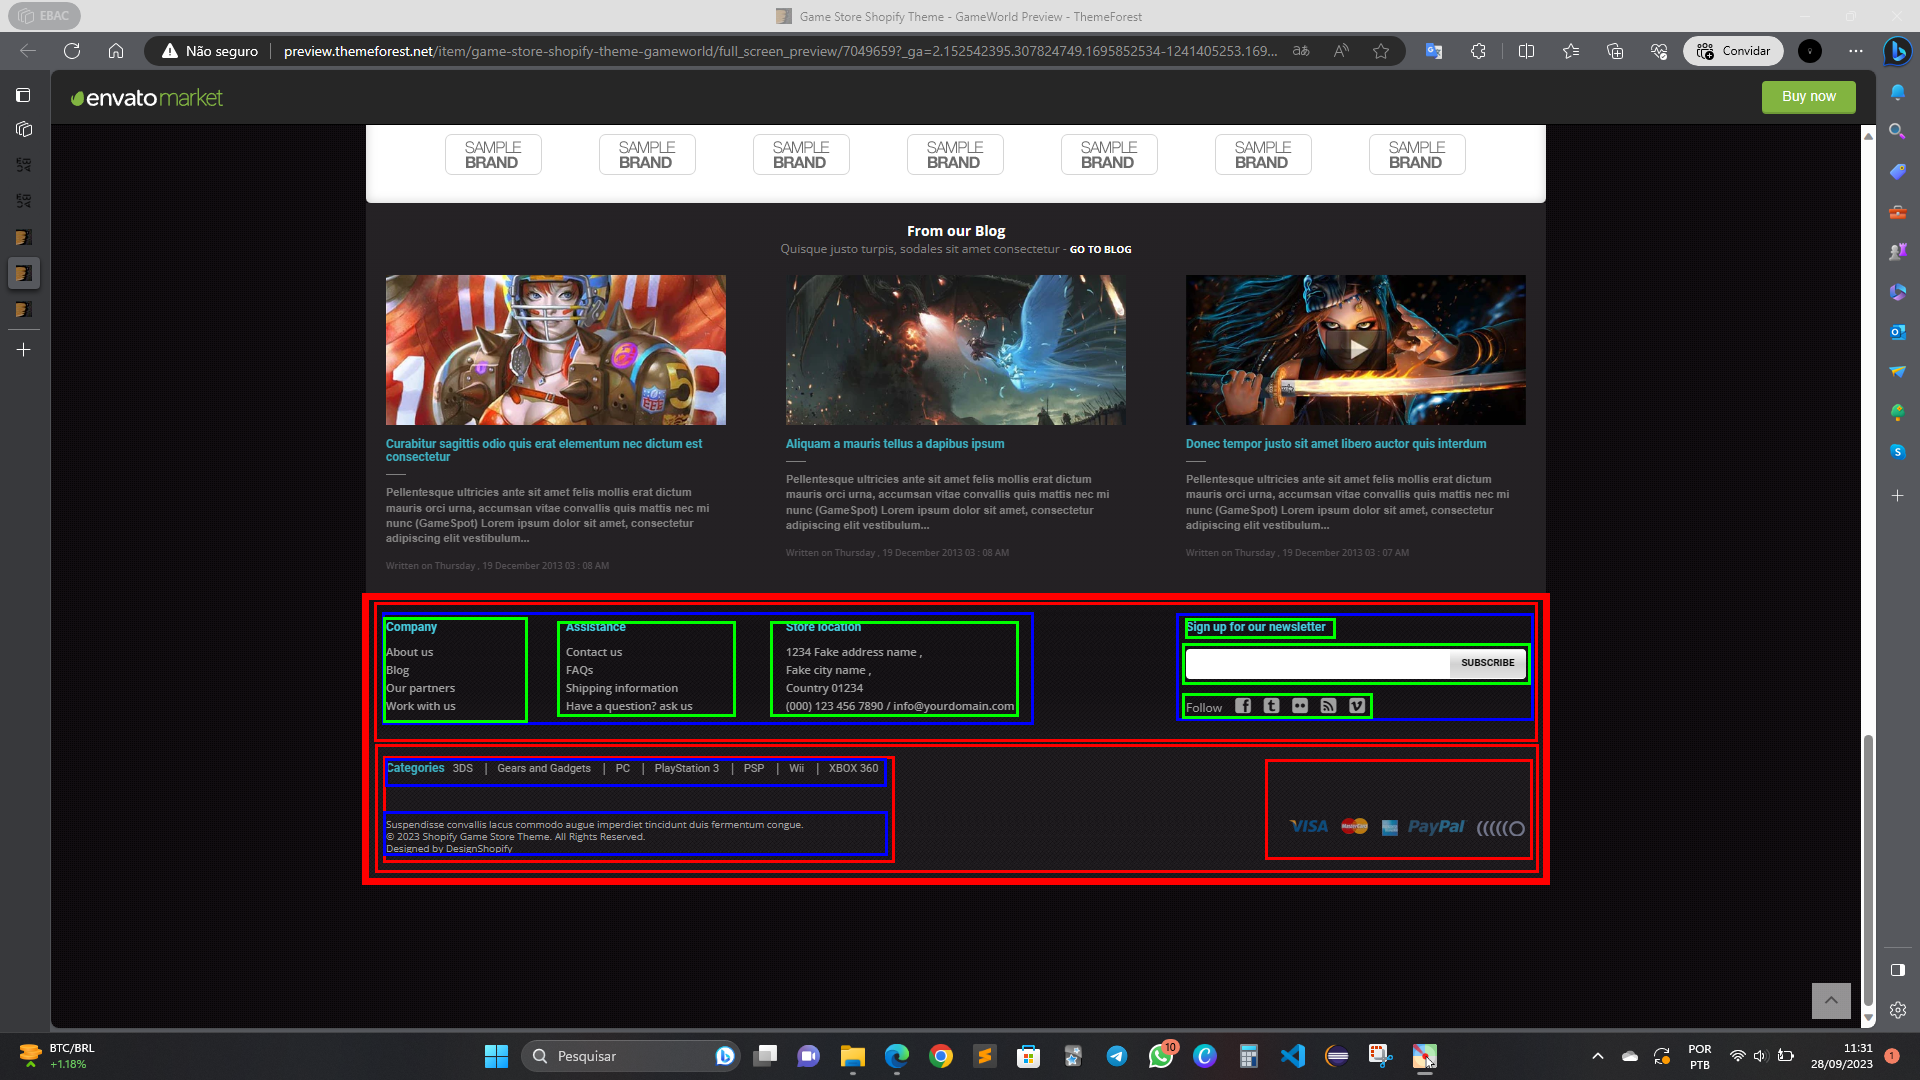 EBAC
Game Store Shopify Theme - GameWorld Preview - ThemeForest
Não seguro
preview.themeforest.net/item/game-store-shopify-theme-gameworld/full_screen_preview/7049659?_ga=2.152542395.307824749.1695852534-1241405253.169...
Convidar
envatomarket
Buy now
SAMPLE BRAND
SAMPLE BRAND
SAMPLE BRAND
SAMPLE BRAND
SAMPLE BRAND
SAMPLE BRAND
SAMPLE BRAND
From our Blog
Quisque justo turpis, sodales sit amet consectetur - GO TO BLOG
Curabitur sagittis odio quis erat elementum nec dictum est
consectetur
Pellentesque ultricies ante sit amet felis mollis erat dictum
mauris orci urna, accumsan vitae convallis quis mattis nec mi
nunc (GameSpot) Lorem ipsum dolor sit amet, consectetur
adipiscing elit vestibulum...
Written on Thursday , 19 December 2013 03 : 08 AM
Aliquam a mauris tellus a dapibus ipsum
Pellentesque ultricies ante sit amet felis mollis erat dictum
mauris orci urna, accumsan vitae convallis quis mattis nec mi
nunc (GameSpot) Lorem ipsum dolor sit amet, consectetur
adipiscing elit vestibulum...
Written on Thursday , 19 December 2013 03 : 08 AM
Donec tempor justo sit amet libero auctor quis interdum
Pellentesque ultricies ante sit amet felis mollis erat dictum
mauris orci urna, accumsan vitae convallis quis mattis nec mi
nunc (GameSpot) Lorem ipsum dolor sit amet, consectetur
adipiscing elit vestibulum...
Written on Thursday , 19 December 2013 03 : 07 AM
Company
About us
Blog
Our partners
Work with us
Assistance
Contact us
FAQs
Shipping information
Have a question? ask us
Store location
1234 Fake address name ,
Fake city name ,
Country 01234
(000) 123 456 7890 / info@yourdomain.com
Sign up for our newsletter
SUBSCRIBE
Follow
Categories 3DS | Gears and Gadgets | PC | PlayStation 3 | PSP | Wii | XBOX 360
Suspendisse convallis lacus commodo augue imperdiet tincidunt duis fermentum congue.
© 2023 Shopify Game Store Theme. All Rights Reserved.
Designed by DesignShopify
VISA MasterCard PayPal
BTC/BRL
+1.18%
Pesquisar
10
POR
PTB
11:31
28/09/2023
1